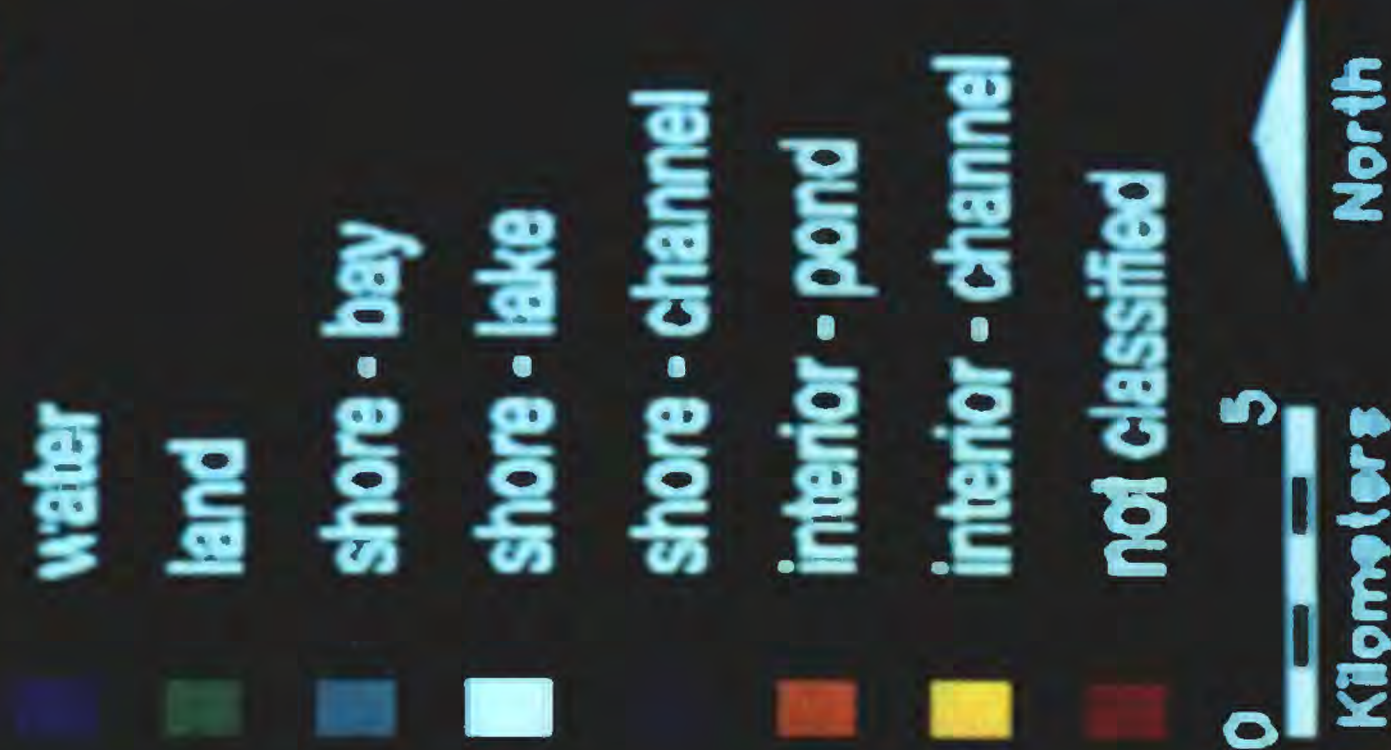 water
land
shore - bay
shore - lake
shore - channel
interior - pond
interior - channel
not classified
0 5
Kilometers
North